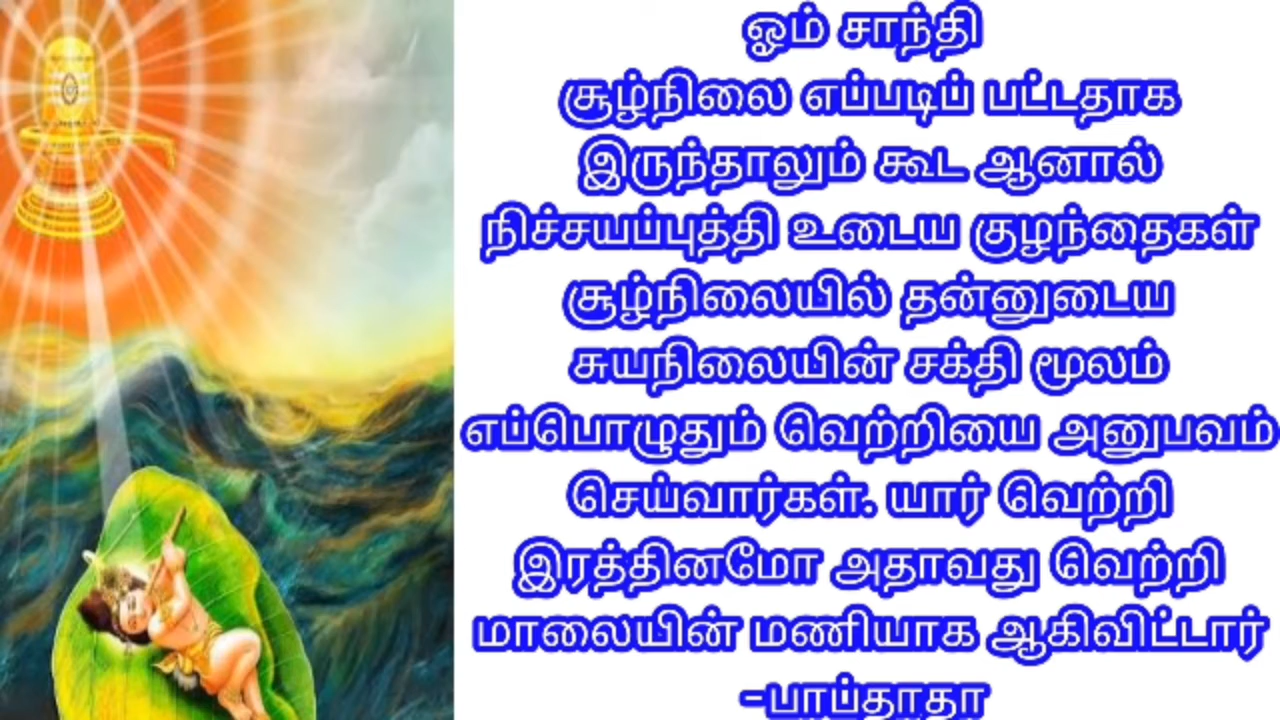 ஓம் சாந்தி
சூழ்நிலை எப்படிப் பட்டதாக
இருந்தாலும் கூட ஆனால்
நிச்சயப்புத்தி உடைய குழந்தைகள்
சூழ்நிலையில் தன்னுடைய
சுயநிலையின் சக்தி மூலம்
எப்பொழுதும் வெற்றியை அனுபவம்
செய்வார்கள். யார் வெற்றி
இரத்தினமோ அதாவது வெற்றி
மாலையின் மணியாக ஆகிவிட்டார்
-பாப்தாதா